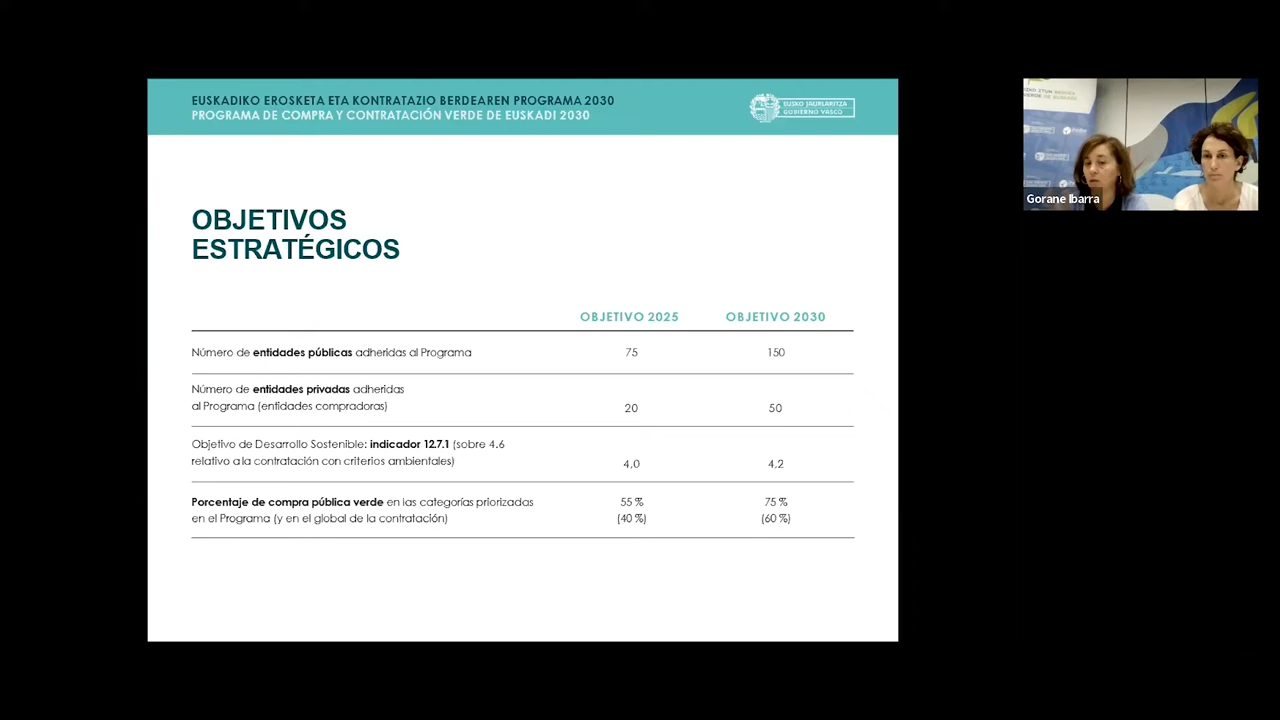 EUSKADIKO EROSKETA ETA KONTRATAZIO BERDEAREN PROGRAMA 2030
PROGRAMA DE COMPRA Y CONTRATACIÓN VERDE DE EUSKADI 2030
EUSKO JAURLARITZA
GOBIERNO VASCO
OBJETIVOS
ESTRATÉGICOS
OBJETIVO 2025 OBJETIVO 2030
Número de entidades públicas adheridas al Programa 75 150
Número de entidades privadas adheridas
al Programa (entidades compradoras) 20 50
Objetivo de Desarrollo Sostenible: indicador 12.7.1 (sobre 4.6
relativo a la contratación con criterios ambientales) 4,0 4,2
Porcentaje de compra pública verde en las categorías priorizadas 55 % 75 %
en el Programa (y en el global de la contratación) (40 %) (60 %)
Gorane Ibarra